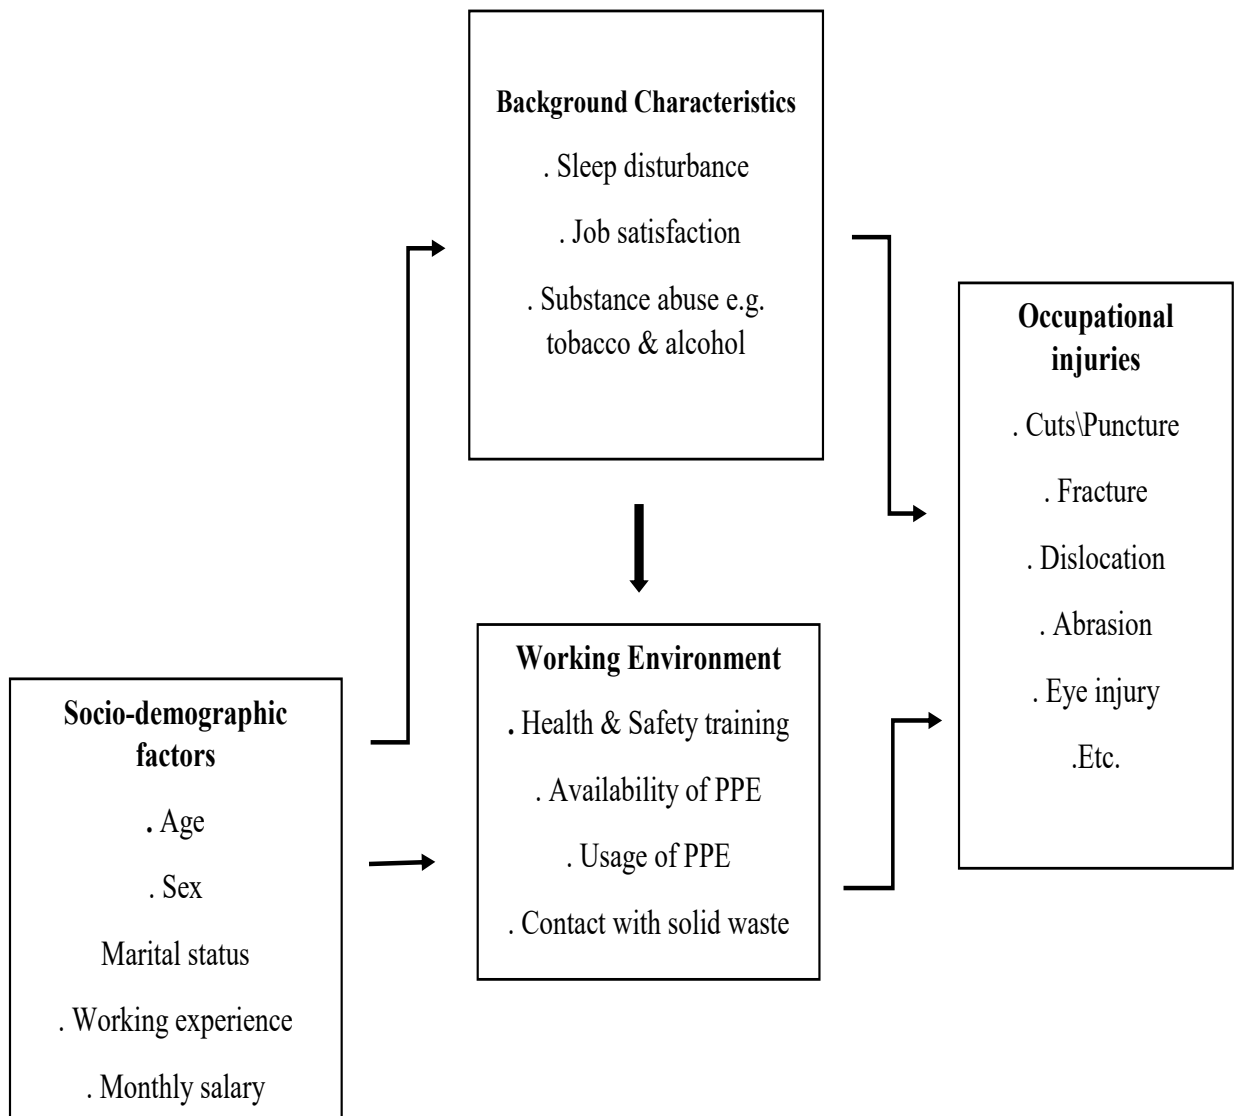 Background Characteristics
. Sleep disturbance
. Job satisfaction
. Substance abuse e.g.
tobacco & alcohol
Occupational
injuries
. Cuts\Puncture
. Fracture
. Dislocation
. Abrasion
. Eye injury
.Etc.
Working Environment
. Health & Safety training
. Availability of PPE
. Usage of PPE
. Contact with solid waste
Socio-demographic
factors
. Age
. Sex
Marital status
. Working experience
. Monthly salary